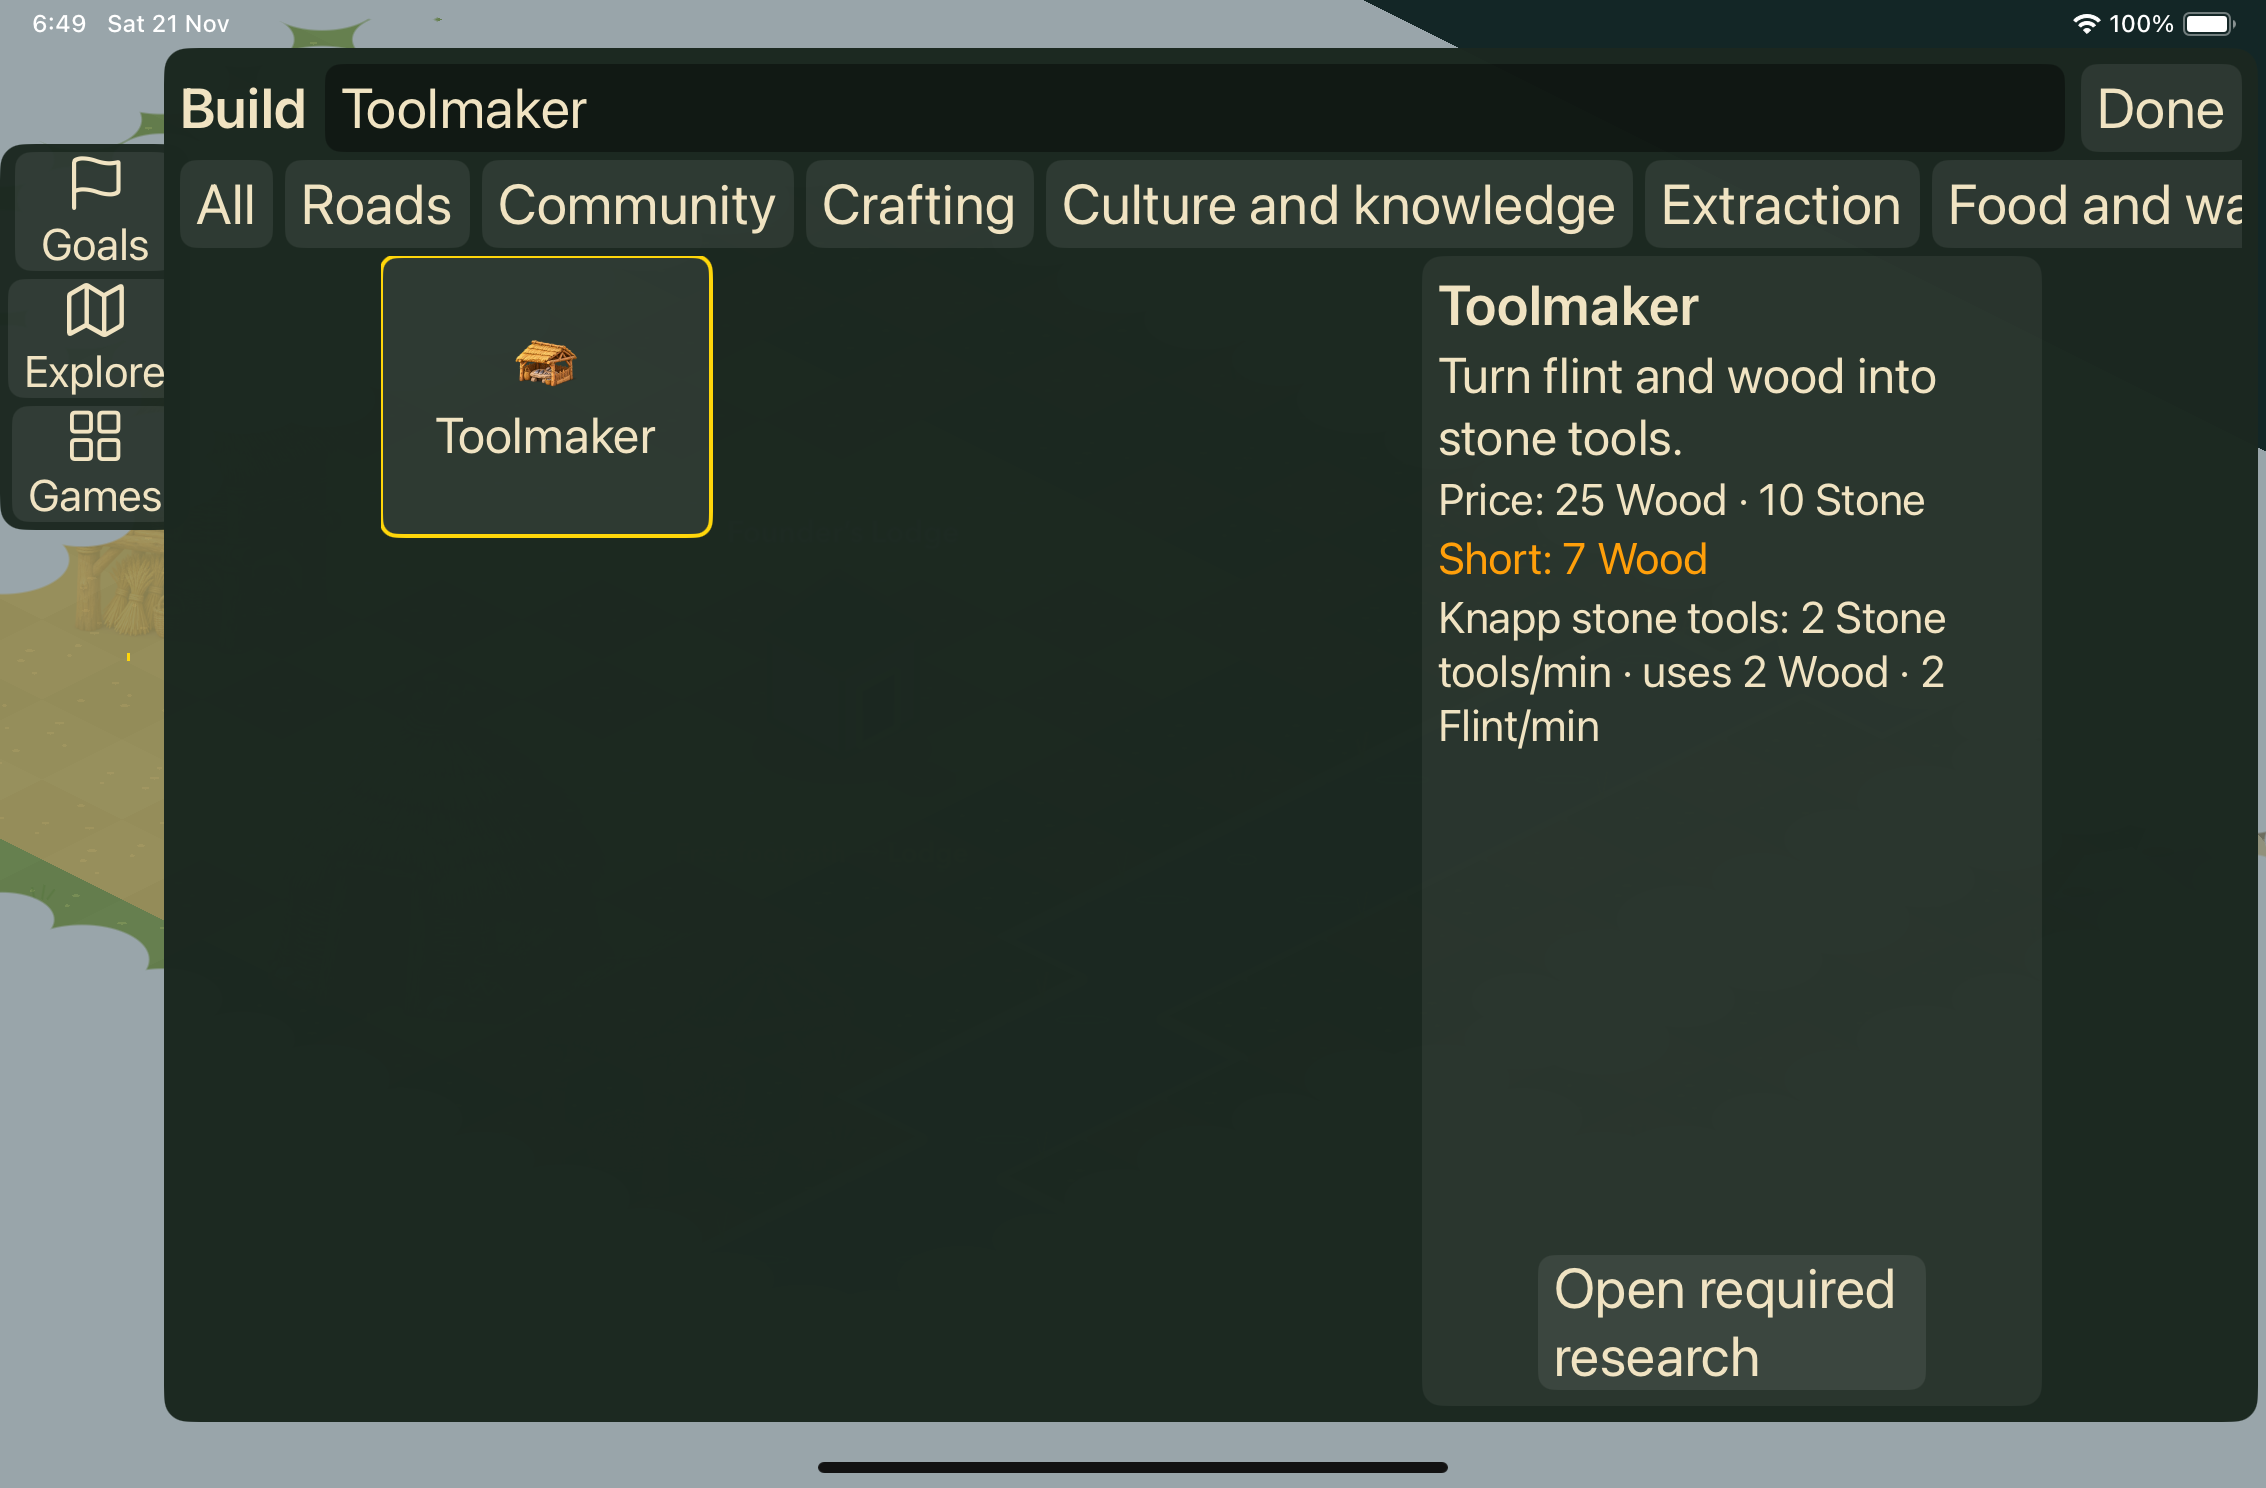 6:49 Sat 21 Nov
100%
Build
Toolmaker
Done
All
Roads
Community
Crafting
Culture and knowledge
Extraction
Food and wa
Goals
Explore
Games
Toolmaker
Toolmaker
Turn flint and wood into
stone tools.
Price: 25 Wood · 10 Stone
Short: 7 Wood
Knapp stone tools: 2 Stone
tools/min · uses 2 Wood · 2
Flint/min
Open required
research